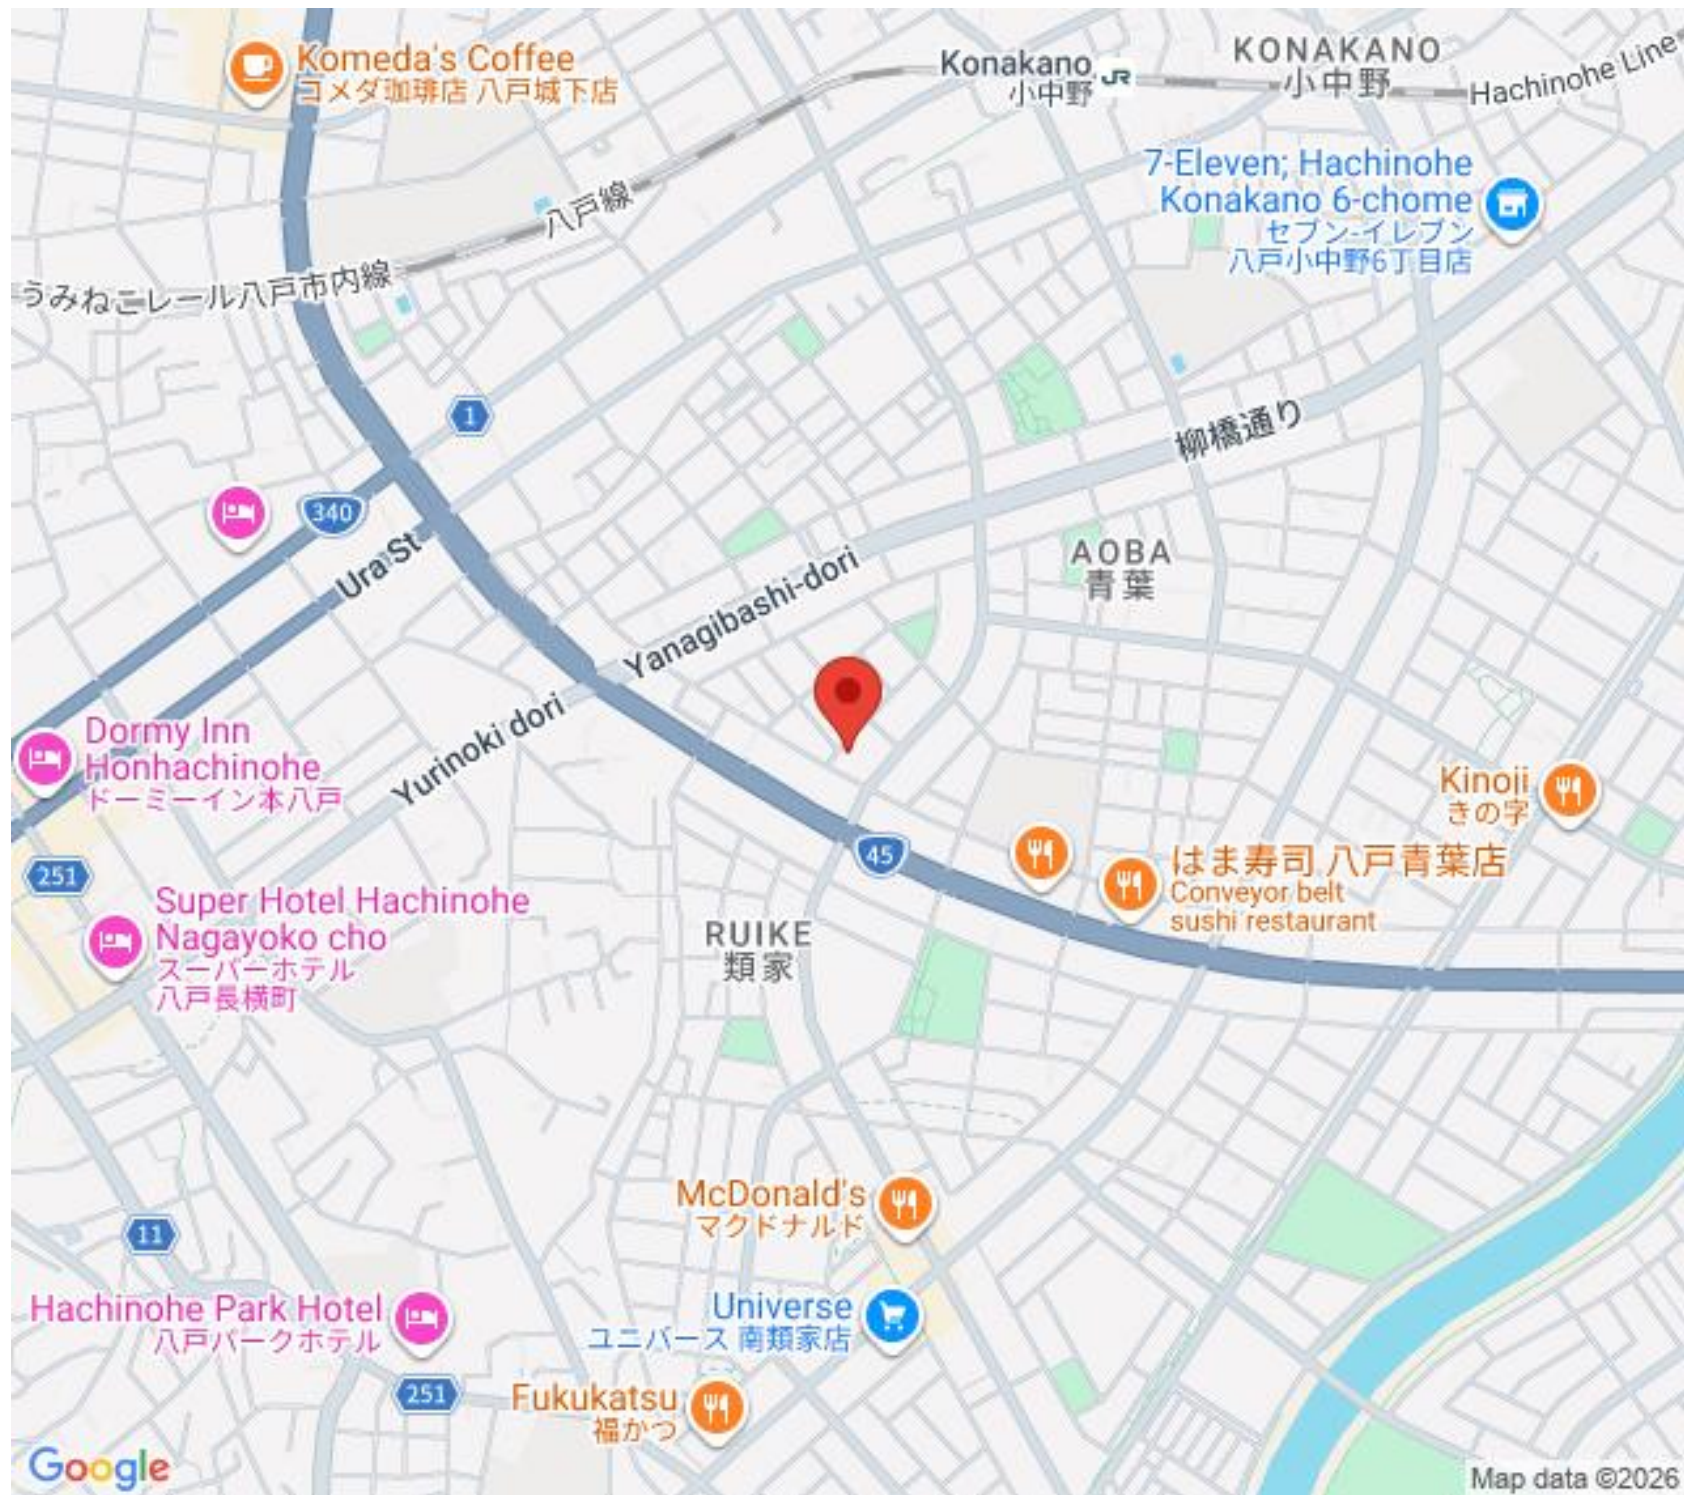 Komeda's Coffee
コメダ珈琲店 八戸城下店
Konakano
小中野
JR
KONAKANO
小中野
Hachinohe Line
7-Eleven; Hachinohe
Konakano 6-chome
セブン-イレブン
八戸小中野6丁目店
八戸線
うみねこレール八戸市内線
1
340
Ura St
柳橋通り
AOBA
青葉
Yanagibashi-dori
Yurinoki dori
Dormy Inn
Honhachinohe
ドーミーイン本八戸
Kinoji
きの字
45
251
はま寿司 八戸青葉店
Conveyor belt
sushi restaurant
Super Hotel Hachinohe
Nagayoko cho
スーパーホテル
八戸長横町
RUIKE
類家
McDonald's
マクドナルド
11
Hachinohe Park Hotel
八戸パークホテル
Universe
ユニバース 南類家店
251
Fukukatsu
福かつ
Google
Map data ©2026